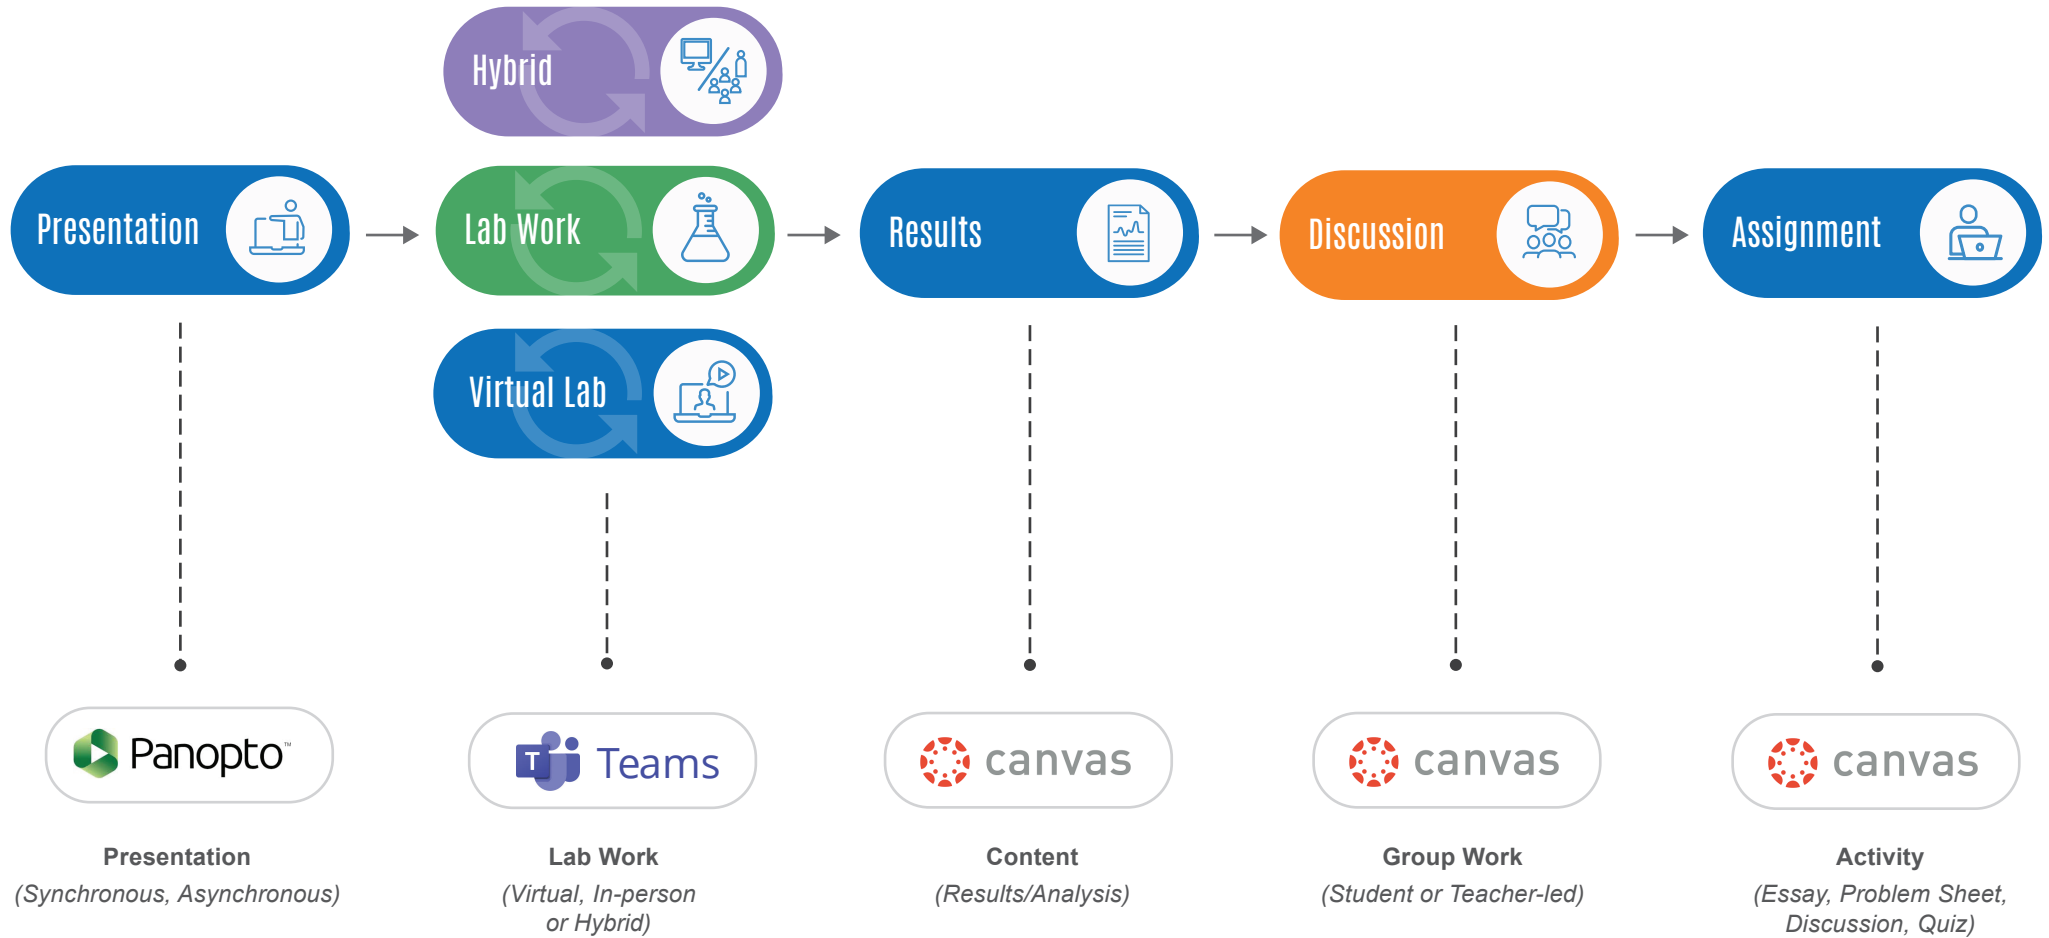 Hybrid
Presentation
Lab Work
Results
Discussion
Assignment
Virtual Lab
Panopto™
T Teams
canvas
canvas
canvas
Presentation
(Synchronous, Asynchronous)
Lab Work
(Virtual, In-person
or Hybrid)
Content
(Results/Analysis)
Group Work
(Student or Teacher-led)
Activity
(Essay, Problem Sheet,
Discussion, Quiz)